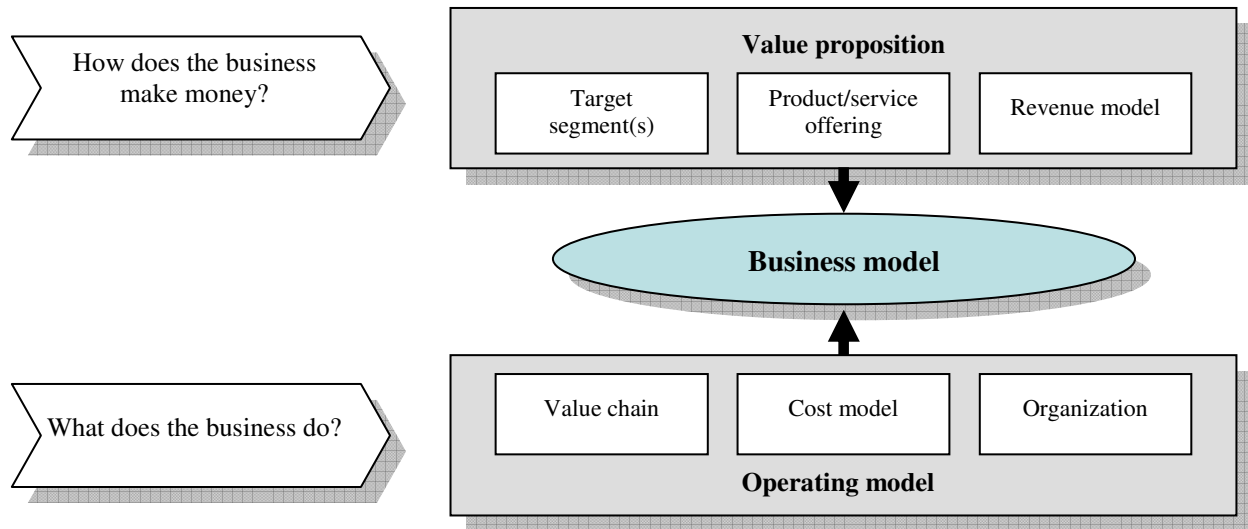 How does the business
make money?
Value proposition
Target
segment(s)
Product/service
offering
Revenue model
Business model
What does the business do?
Value chain
Cost model
Organization
Operating model